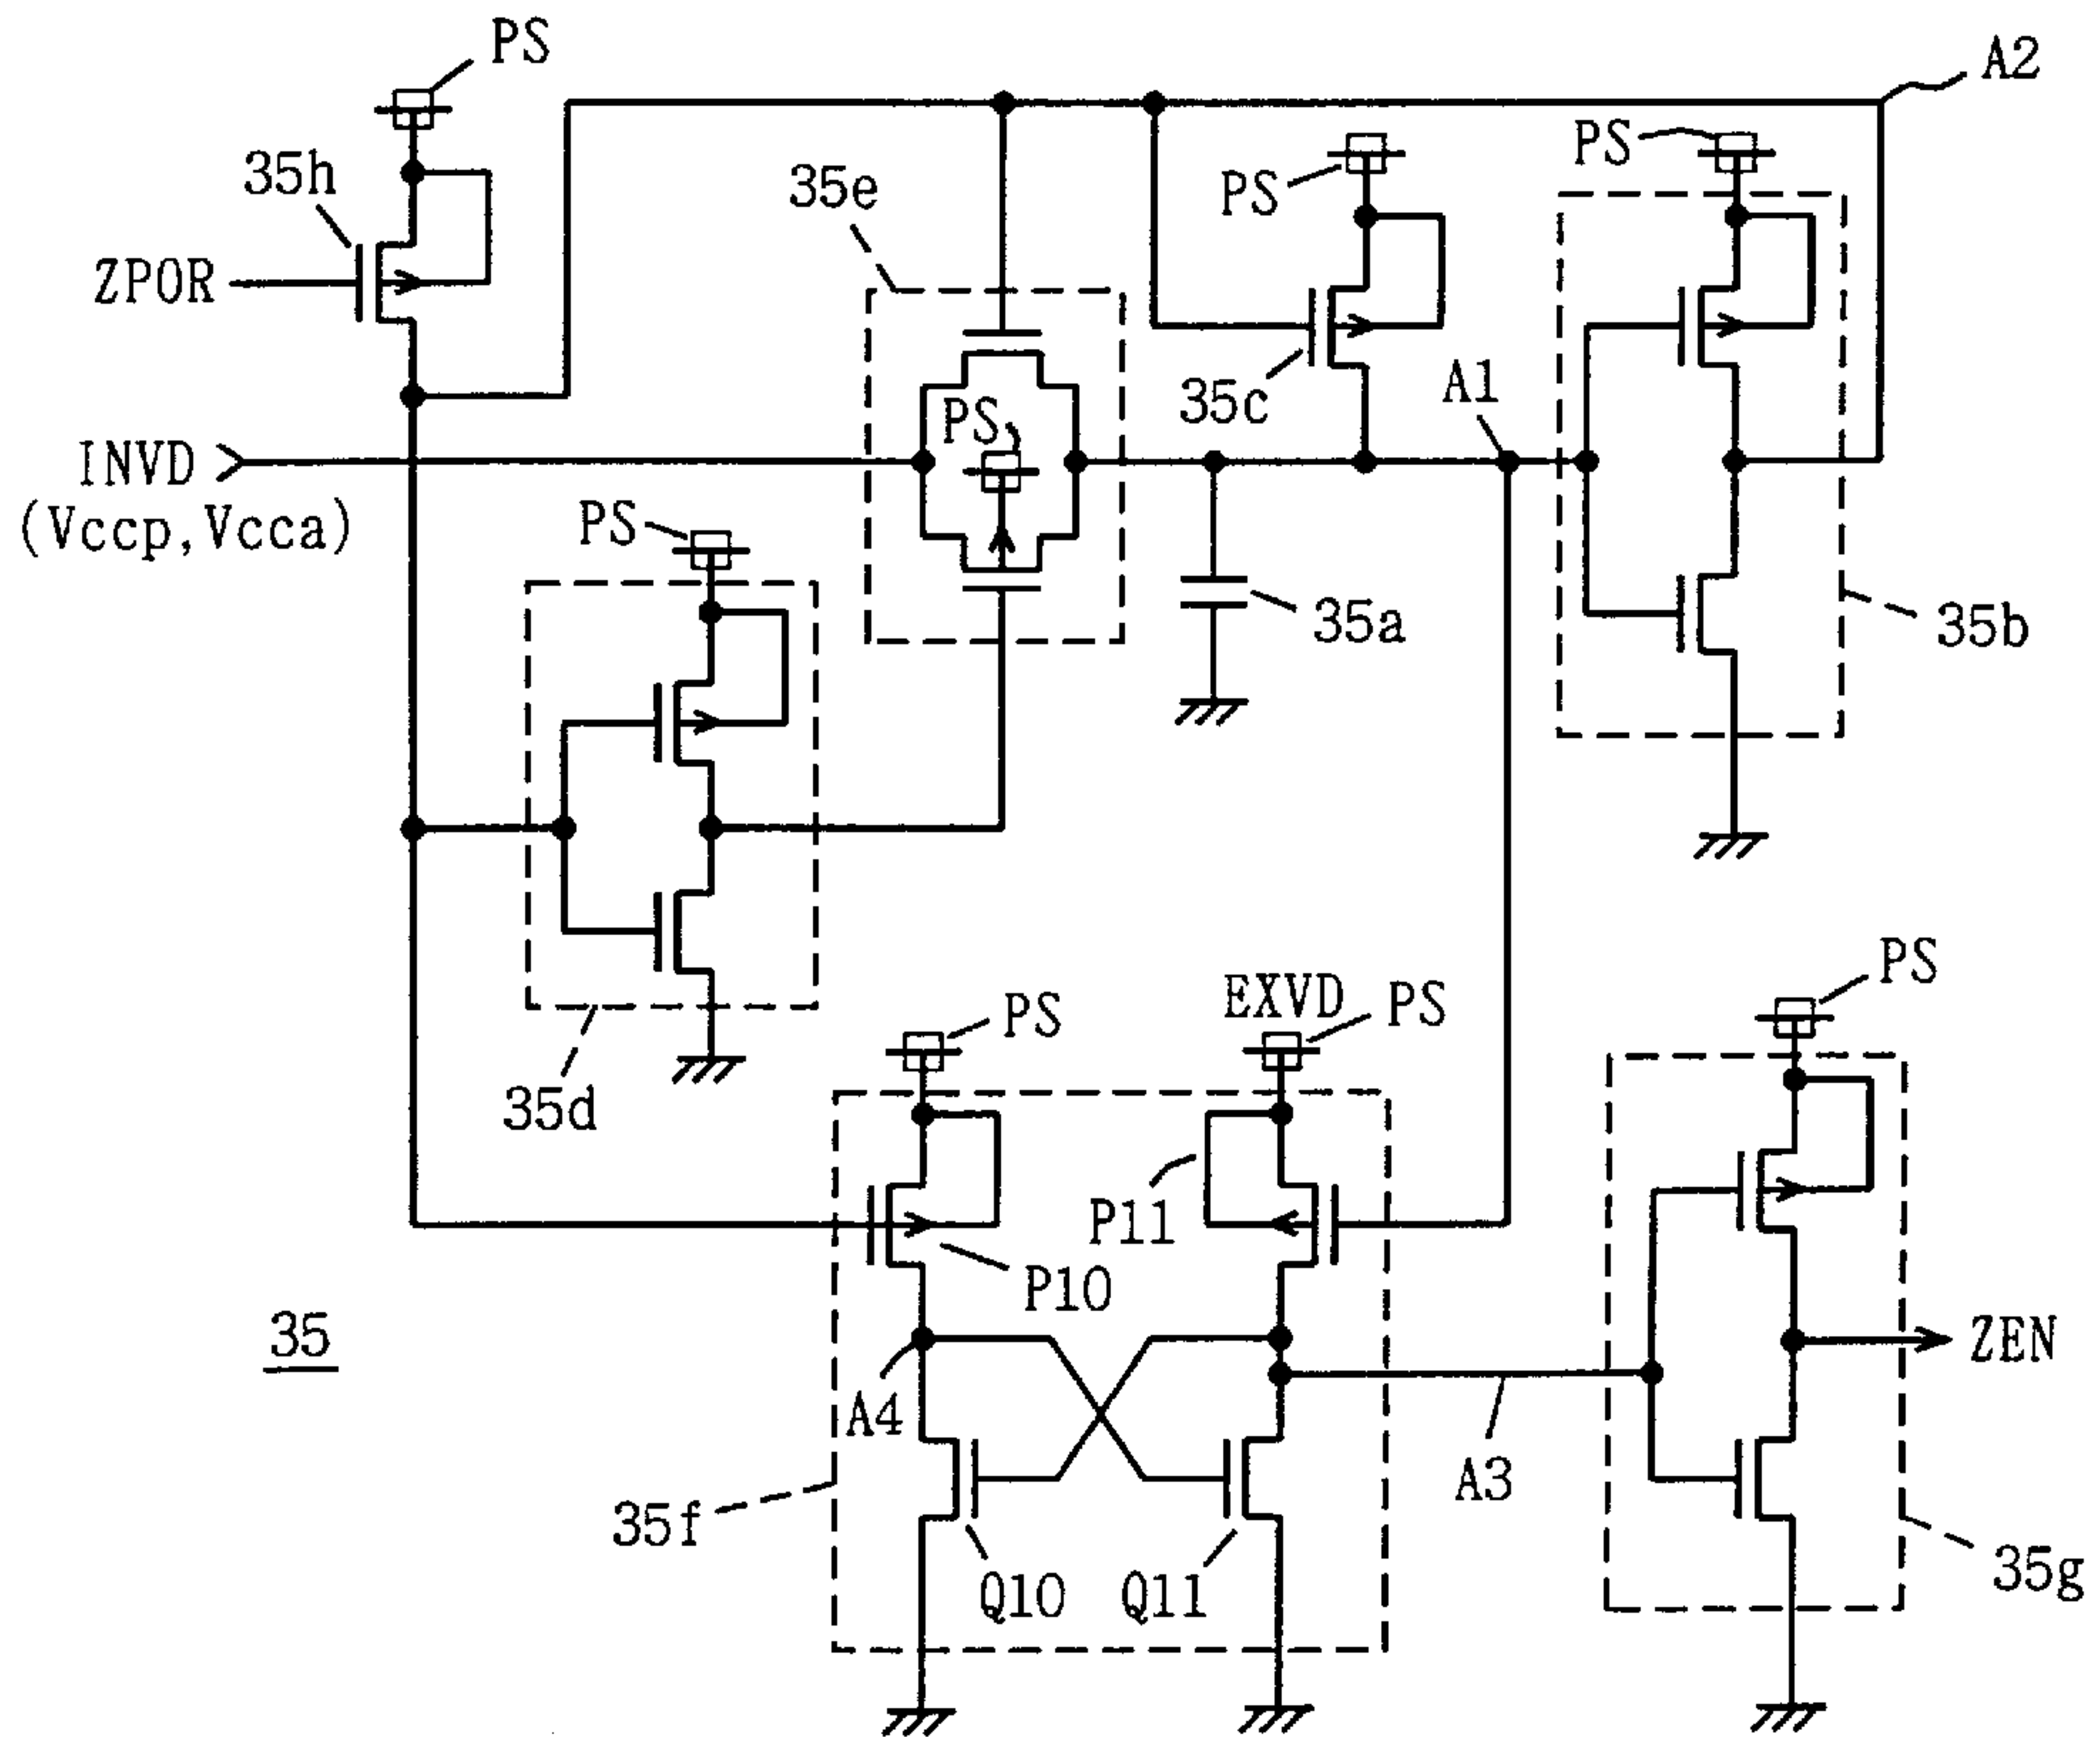 PS
A2
PS
35h
35e
PS
ZPOR
A1
35c
PS
INVD
(Vccp, Vcca)
PS
35a
35b
PS
EXVD
PS
PS
35d
P11
P10
35
ZEN
A4
A3
35f
Q10
Q11
35g